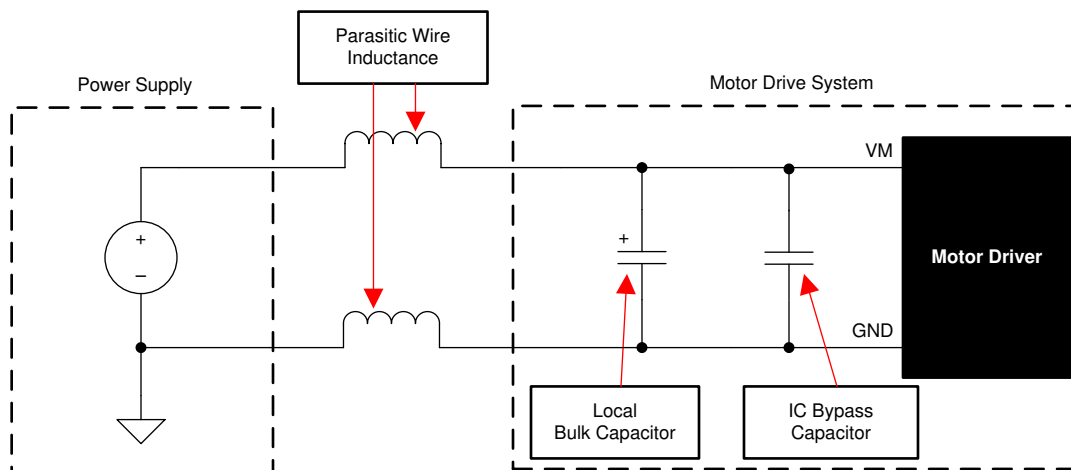 Parasitic Wire
Inductance
Power Supply
Motor Drive System
VM
+
−
+
Motor Driver
GND
Local
Bulk Capacitor
IC Bypass
Capacitor